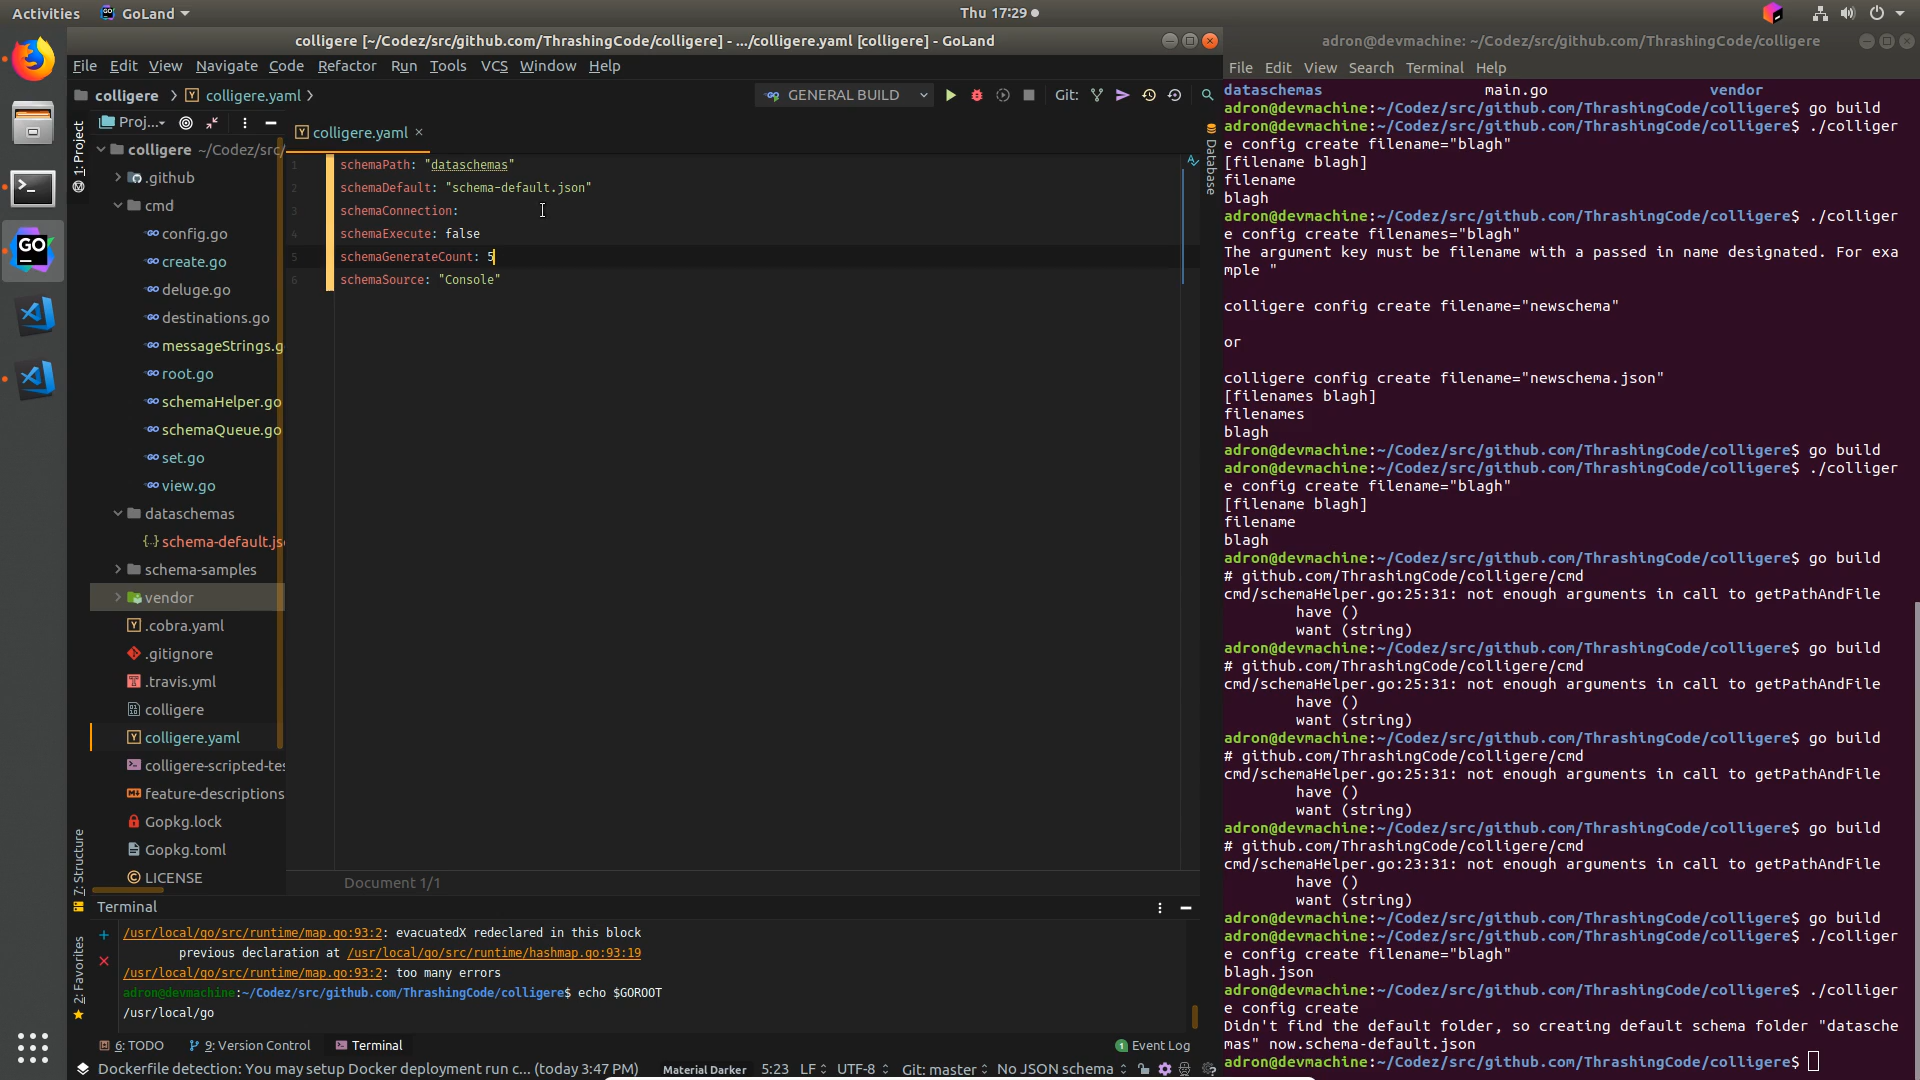 Activities
GoLand
Thu 17:29
colligere [~/Codez/src/github.com/ThrashingCode/colligere] - .../colligere.yaml [colligere] - GoLand
File Edit View Navigate Code Refactor Run Tools VCS Window Help
colligere colligere.yaml
GENERAL BUILD
Git:
1: Project
Proj...
colligere ~/Codez/src/
.github
cmd
config.go
create.go
deluge.go
destinations.go
messageStrings.g
root.go
schemaHelper.go
schemaQueue.go
set.go
view.go
dataschemas
schema-default.js
schema-samples
vendor
.cobra.yaml
.gitignore
.travis.yml
colligere
colligere.yaml
colligere-scripted-tes
feature-descriptions
Gopkg.lock
Gopkg.toml
LICENSE
7: Structure
2: Favorites
colligere.yaml
Database
1 schemaPath: "dataschemas"
2 schemaDefault: "schema-default.json"
3 schemaConnection:
4 schemaExecute: false
5 schemaGenerateCount: 5
6 schemaSource: "Console"
Document 1/1
Terminal
/usr/local/go/src/runtime/map.go:93:2: evacuatedX redeclared in this block
previous declaration at /usr/local/go/src/runtime/hashmap.go:93:19
/usr/local/go/src/runtime/map.go:93:2: too many errors
adron@devmachine:~/Codez/src/github.com/ThrashingCode/colligere$ echo $GOROOT
/usr/local/go
6: TODO 9: Version Control Terminal 1 Event Log
Dockerfile detection: You may setup Docker deployment run c... (today 3:47 PM) Material Darker 5:23 LF UTF-8 Git: master No JSON schema
adron@devmachine: ~/Codez/src/github.com/ThrashingCode/colligere
File Edit View Search Terminal Help
dataschemas main.go vendor
adron@devmachine:~/Codez/src/github.com/ThrashingCode/colligere$ go build
adron@devmachine:~/Codez/src/github.com/ThrashingCode/colligere$ ./colliger
e config create filename="blagh"
[filename blagh]
filename
blagh
adron@devmachine:~/Codez/src/github.com/ThrashingCode/colligere$ ./colliger
e config create filenames="blagh"
The argument key must be filename with a passed in name designated. For exa
mple "
colligere config create filename="newschema"
or
colligere config create filename="newschema.json"
[filenames blagh]
filenames
blagh
adron@devmachine:~/Codez/src/github.com/ThrashingCode/colligere$ go build
adron@devmachine:~/Codez/src/github.com/ThrashingCode/colligere$ ./colliger
e config create filename="blagh"
[filename blagh]
filename
blagh
adron@devmachine:~/Codez/src/github.com/ThrashingCode/colligere$ go build
# github.com/ThrashingCode/colligere/cmd
cmd/schemaHelper.go:25:31: not enough arguments in call to getPathAndFile
have ()
want (string)
adron@devmachine:~/Codez/src/github.com/ThrashingCode/colligere$ go build
# github.com/ThrashingCode/colligere/cmd
cmd/schemaHelper.go:25:31: not enough arguments in call to getPathAndFile
have ()
want (string)
adron@devmachine:~/Codez/src/github.com/ThrashingCode/colligere$ go build
# github.com/ThrashingCode/colligere/cmd
cmd/schemaHelper.go:25:31: not enough arguments in call to getPathAndFile
have ()
want (string)
adron@devmachine:~/Codez/src/github.com/ThrashingCode/colligere$ go build
# github.com/ThrashingCode/colligere/cmd
cmd/schemaHelper.go:23:31: not enough arguments in call to getPathAndFile
have ()
want (string)
adron@devmachine:~/Codez/src/github.com/ThrashingCode/colligere$ go build
adron@devmachine:~/Codez/src/github.com/ThrashingCode/colligere$ ./colliger
e config create filename="blagh"
blagh.json
adron@devmachine:~/Codez/src/github.com/ThrashingCode/colligere$ ./colliger
e config create
Didn't find the default folder, so creating default schema folder "datasche
mas" now.schema-default.json
adron@devmachine:~/Codez/src/github.com/ThrashingCode/colligere$